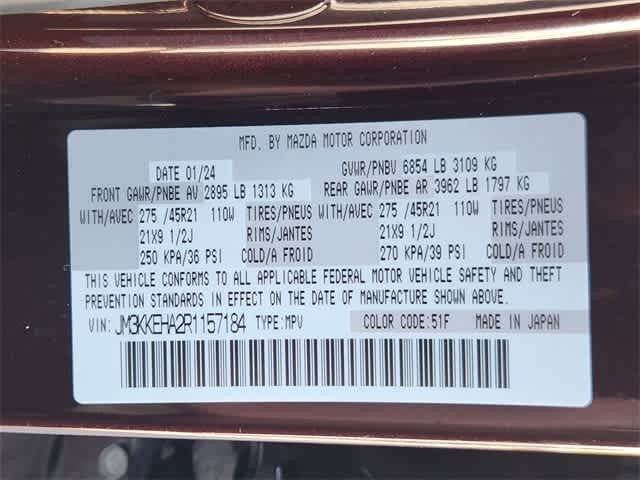 MFD. BY MAZDA MOTOR CORPORATION
DATE 01/24 GVWR/PNBV 6854 LB 3109 KG
FRONT GAWR/PNBE AV 2895 LB 1313 KG REAR GAWR/PNBE AR 3962 LB 1797 KG
WITH/AVEC 275 /45R21 110W TIRES/PNEUS WITH/AVEC 275 /45R21 110W TIRES/PNEUS
21X9 1/2J RIMS/JANTES 21X9 1/2J RIMS/JANTES
250 KPA/36 PSI COLD/A FROID 270 KPA/39 PSI COLD/A FROID
THIS VEHICLE CONFORMS TO ALL APPLICABLE FEDERAL MOTOR VEHICLE SAFETY AND THEFT
PREVENTION STANDARDS IN EFFECT ON THE DATE OF MANUFACTURE SHOWN ABOVE.
VIN: JM3KKEHA2R1157184 TYPE:MPV COLOR CODE:51F MADE IN JAPAN